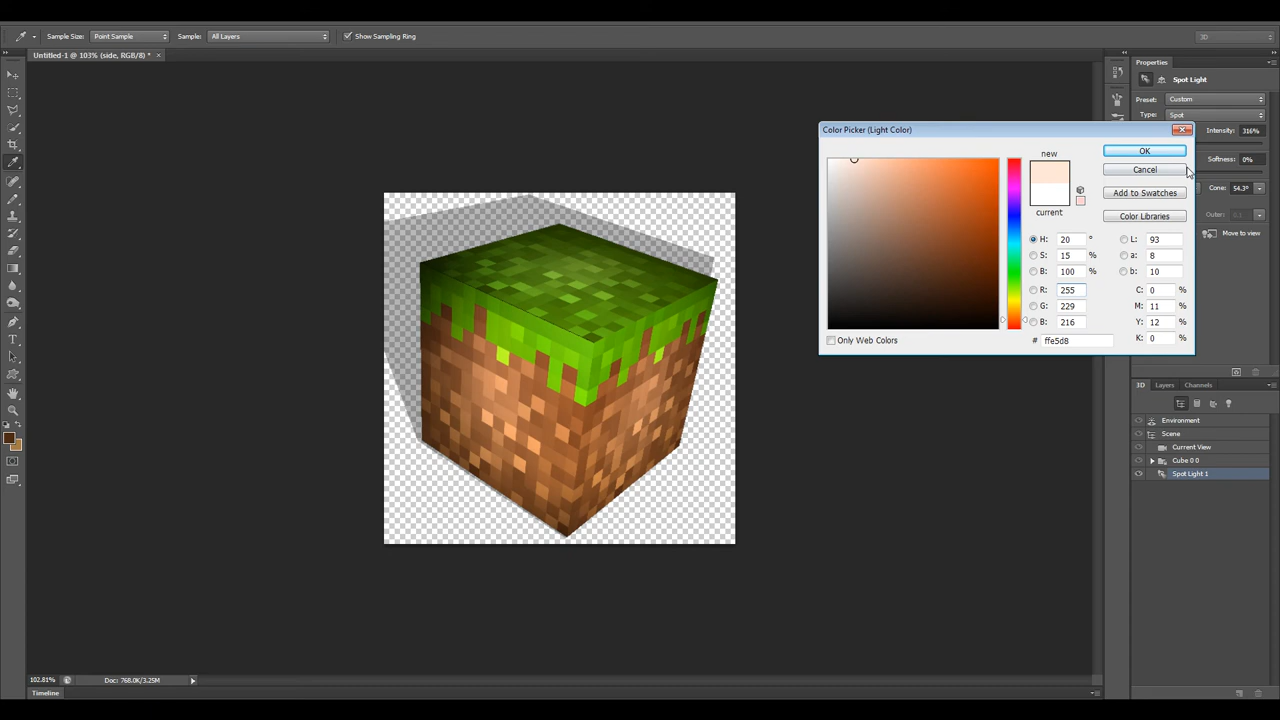 Sample Size: Point Sample Sample: All Layers Show Sampling Ring 3D
Untitled-1 @ 103% (side, RGB/8) * ×
Properties
Spot Light
Preset: Custom
Type: Spot
Intensity: 316%
Softness: 0%
Cone: 54.3°
Outer: 0.1
Move to view
Color Picker (Light Color)
new
current
OK
Cancel
Add to Swatches
Color Libraries
H: 20 ° L: 93
S: 15 % a: 8
B: 100 % b: 10
R: 255 C: 0 %
G: 229 M: 11 %
B: 216 Y: 12 %
K: 0 %
# ffe5d8
Only Web Colors
3D Layers Channels
Environment
Scene
Current View
Cube 0 0
Spot Light 1
102.81% Doc: 768.0K/3.25M
Timeline